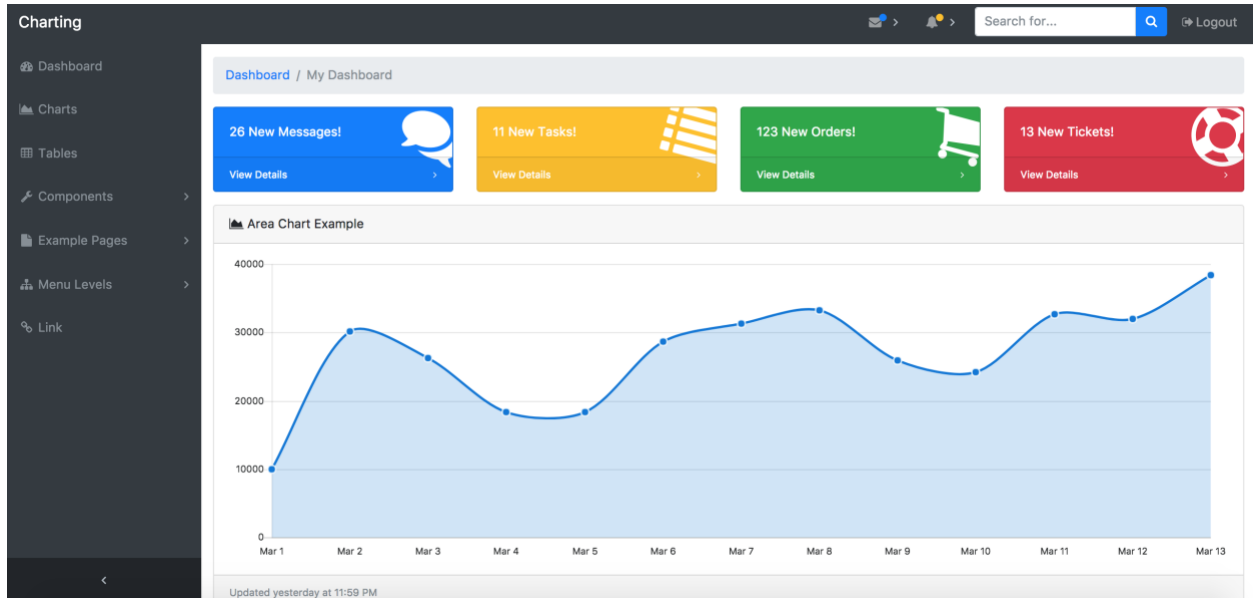 Charting
Search for...
Logout
Dashboard
Charts
Tables
Components
Example Pages
Menu Levels
Link
Dashboard / My Dashboard
26 New Messages!
View Details
11 New Tasks!
View Details
123 New Orders!
View Details
13 New Tickets!
View Details
Area Chart Example
40000
30000
20000
10000
0
Mar 1 Mar 2 Mar 3 Mar 4 Mar 5 Mar 6 Mar 7 Mar 8 Mar 9 Mar 10 Mar 11 Mar 12 Mar 13
Updated yesterday at 11:59 PM